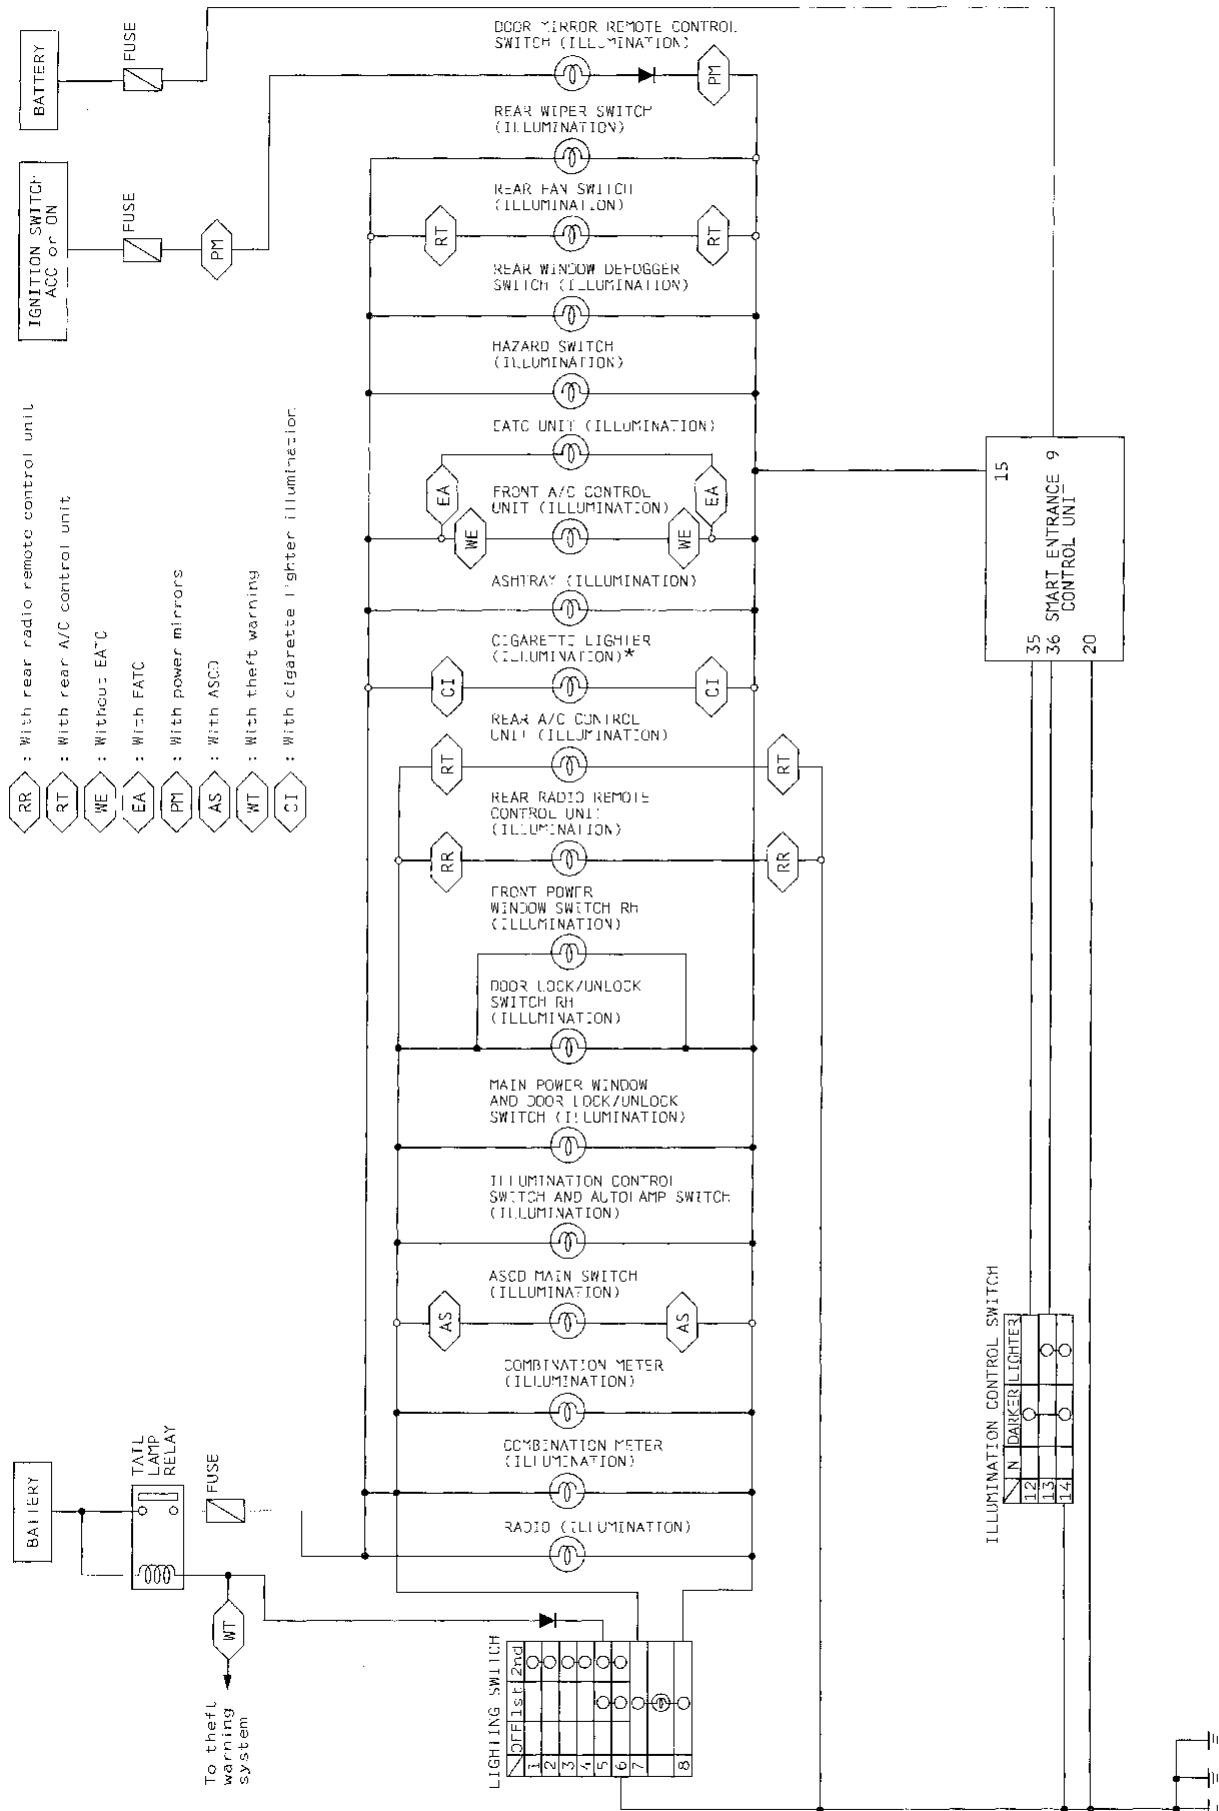 BATTERY
FUSE
IGNITION SWITCH
ACC or ON
FUSE
PM
RR : With rear radio remote control unit
RT : With rear A/C control unit
WE : Without EATC
EA : With EATC
PM : With power mirrors
AS : With ASCD
WT : With theft warning
CI : With cigarette lighter illumination
DOOR MIRROR REMOTE CONTROL
SWITCH (ILLUMINATION)
PM
REAR WIPER SWITCH
(ILLUMINATION)
REAR FAN SWITCH
(ILLUMINATION)
RT
RT
REAR WINDOW DEFOGGER
SWITCH (ILLUMINATION)
HAZARD SWITCH
(ILLUMINATION)
EATC UNIT (ILLUMINATION)
EA
EA
FRONT A/C CONTROL
UNIT (ILLUMINATION)
WE
WE
ASHTRAY (ILLUMINATION)
CIGARETTE LIGHTER
(ILLUMINATION)*
CI
CI
REAR A/C CONTROL
UNIT (ILLUMINATION)
RT
RT
REAR RADIO REMOTE
CONTROL UNIT
(ILLUMINATION)
RR
RR
FRONT POWER
WINDOW SWITCH RH
(ILLUMINATION)
DOOR LOCK/UNLOCK
SWITCH RH
(ILLUMINATION)
MAIN POWER WINDOW
AND DOOR LOCK/UNLOCK
SWITCH (ILLUMINATION)
ILLUMINATION CONTROL
SWITCH AND AUTOLAMP SWITCH
(ILLUMINATION)
ASCD MAIN SWITCH
(ILLUMINATION)
AS
AS
COMBINATION METER
(ILLUMINATION)
COMBINATION METER
(ILLUMINATION)
RADIO (ILLUMINATION)
15
9
SMART ENTRANCE
CONTROL UNIT
35
36
20
ILLUMINATION CONTROL SWITCH
N DARKER LIGHTER
12
13
14
BATTERY
TAIL
LAMP
RELAY
FUSE
WT
To theft
warning
system
LIGHTING SWITCH
OFF 1st 2nd
1
2
3
4
5
6
7
8